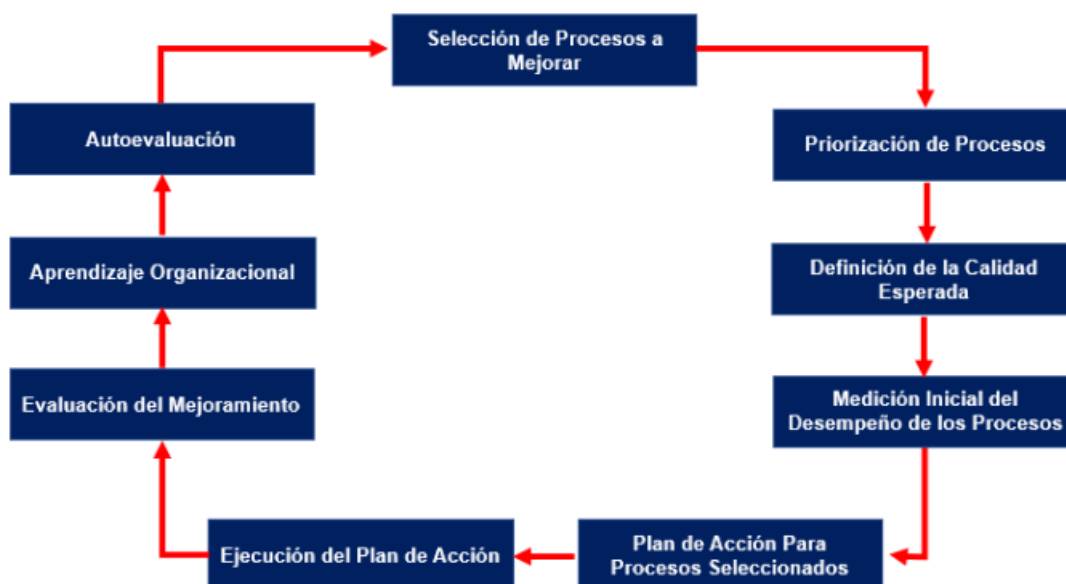 Selección de Procesos a
Mejorar
Autoevaluación
Priorización de Procesos
Aprendizaje Organizacional
Definición de la Calidad
Esperada
Evaluación del Mejoramiento
Medición Inicial del
Desempeño de los Procesos
Ejecución del Plan de Acción
Plan de Acción Para
Procesos Seleccionados